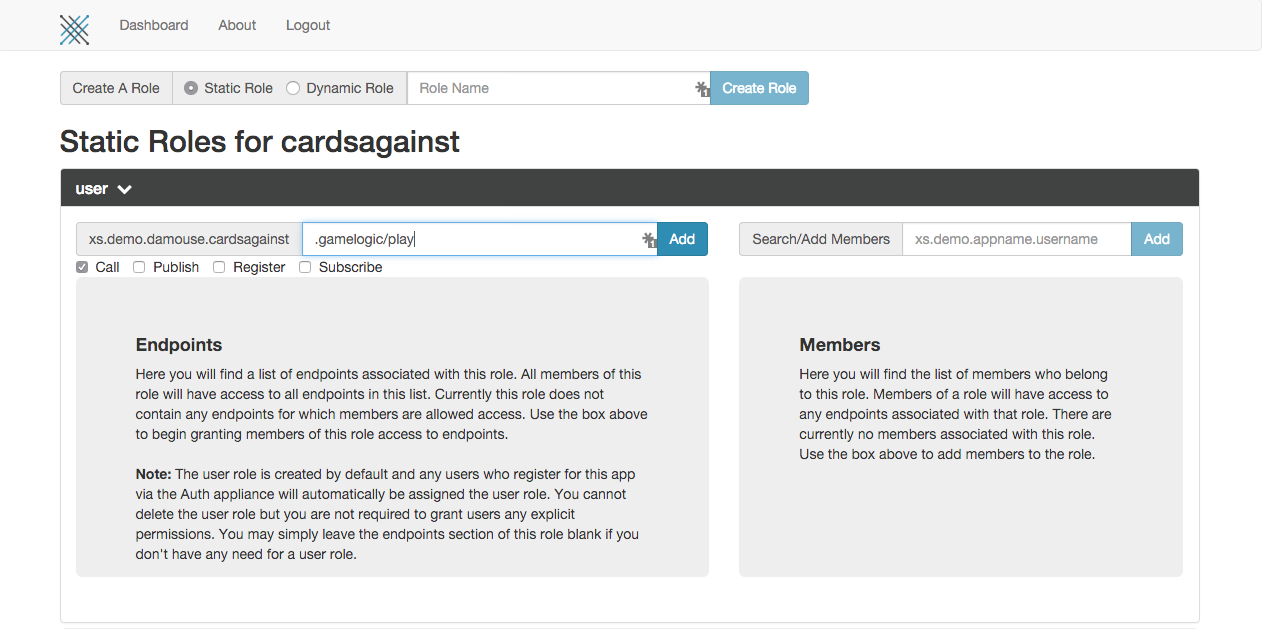 Dashboard About Logout
Create A Role Static Role Dynamic Role Role Name Create Role
Static Roles for cardsagainst
user
xs.demo.damouse.cardsagainst .gamelogic/play Add Search/Add Members xs.demo.appname.username Add
Call Publish Register Subscribe
Endpoints
Here you will find a list of endpoints associated with this role. All members of this
role will have access to all endpoints in this list. Currently this role does not
contain any endpoints for which members are allowed access. Use the box above
to begin granting members of this role access to endpoints.
Note: The user role is created by default and any users who register for this app
via the Auth appliance will automatically be assigned the user role. You cannot
delete the user role but you are not required to grant users any explicit
permissions. You may simply leave the endpoints section of this role blank if you
don't have any need for a user role.
Members
Here you will find the list of members who belong
to this role. Members of a role will have access to
any endpoints associated with that role. There are
currently no members associated with this role.
Use the box above to add members to the role.